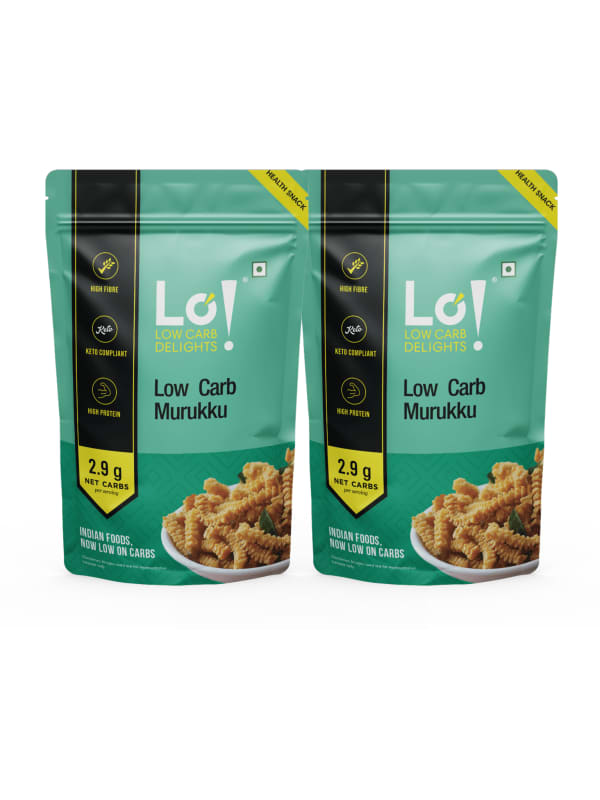 HEALTH SNACK
HIGH FIBRE
Keto
KETO COMPLIANT
HIGH PROTEIN
2.9 g
NET CARBS
per serving
Ló!
®
LOW CARB
DELIGHTS
Low Carb
Murukku
INDIAN FOODS,
NOW LOW ON CARBS
HEALTH SNACK
HIGH FIBRE
Keto
KETO COMPLIANT
HIGH PROTEIN
2.9 g
NET CARBS
per serving
Ló!
®
LOW CARB
DELIGHTS
Low Carb
Murukku
INDIAN FOODS,
NOW LOW ON CARBS